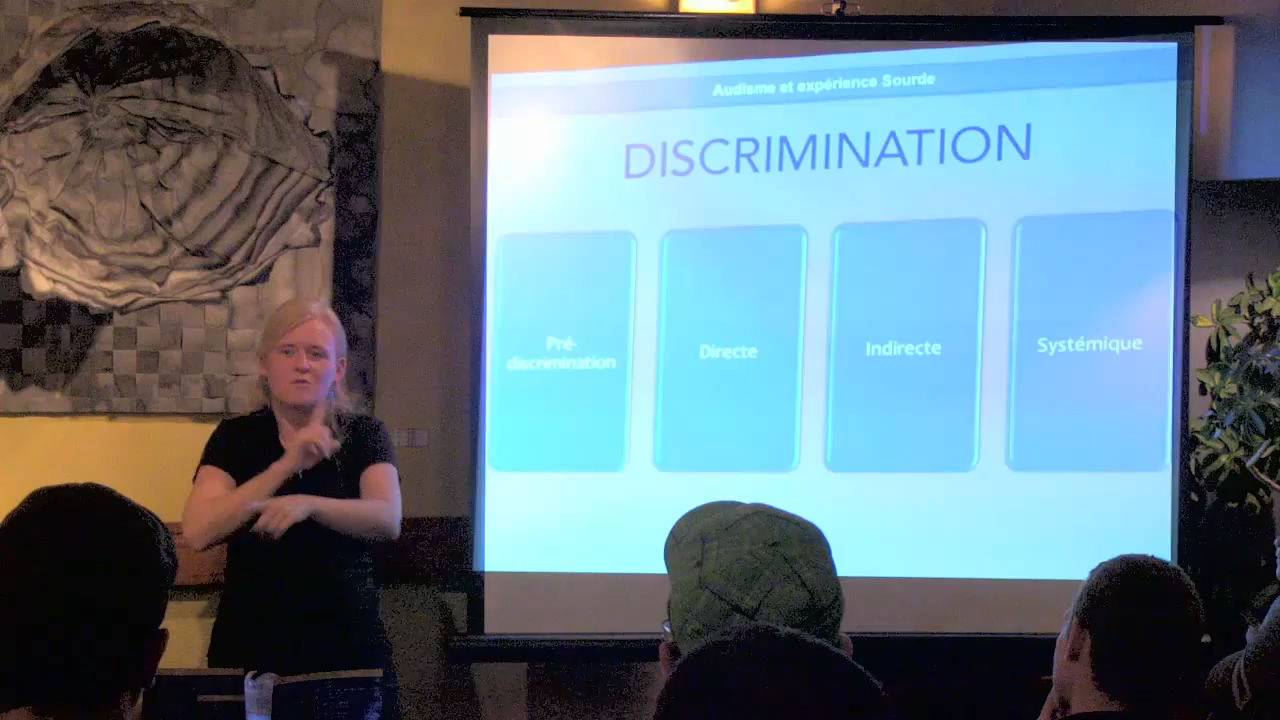 Audisme et expérience Sourde
DISCRIMINATION
Pré-
discrimination
Directe
Indirecte
Systémique